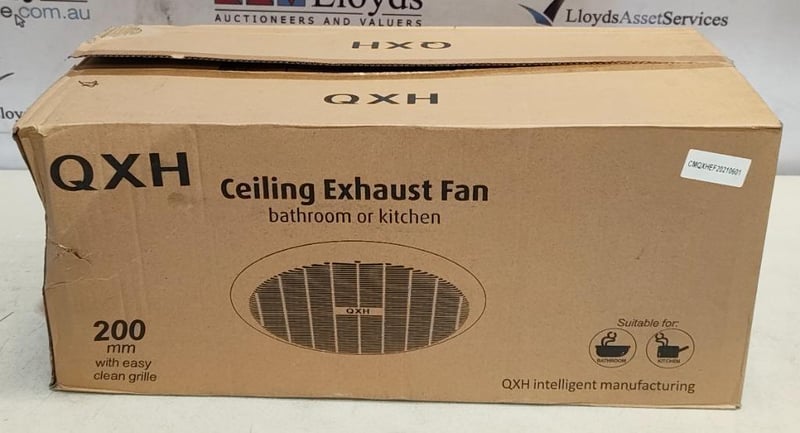 e.com.au
Lloyds
AUCTIONEERS AND VALUERS
LloydsAssetServices
QXH
QXH
QXH
CMQXHEF20210601
Ceiling Exhaust Fan
bathroom or kitchen
QXH
200
mm
with easy
clean grille
Suitable for:
BATHROOM
KITCHEN
QXH intelligent manufacturing